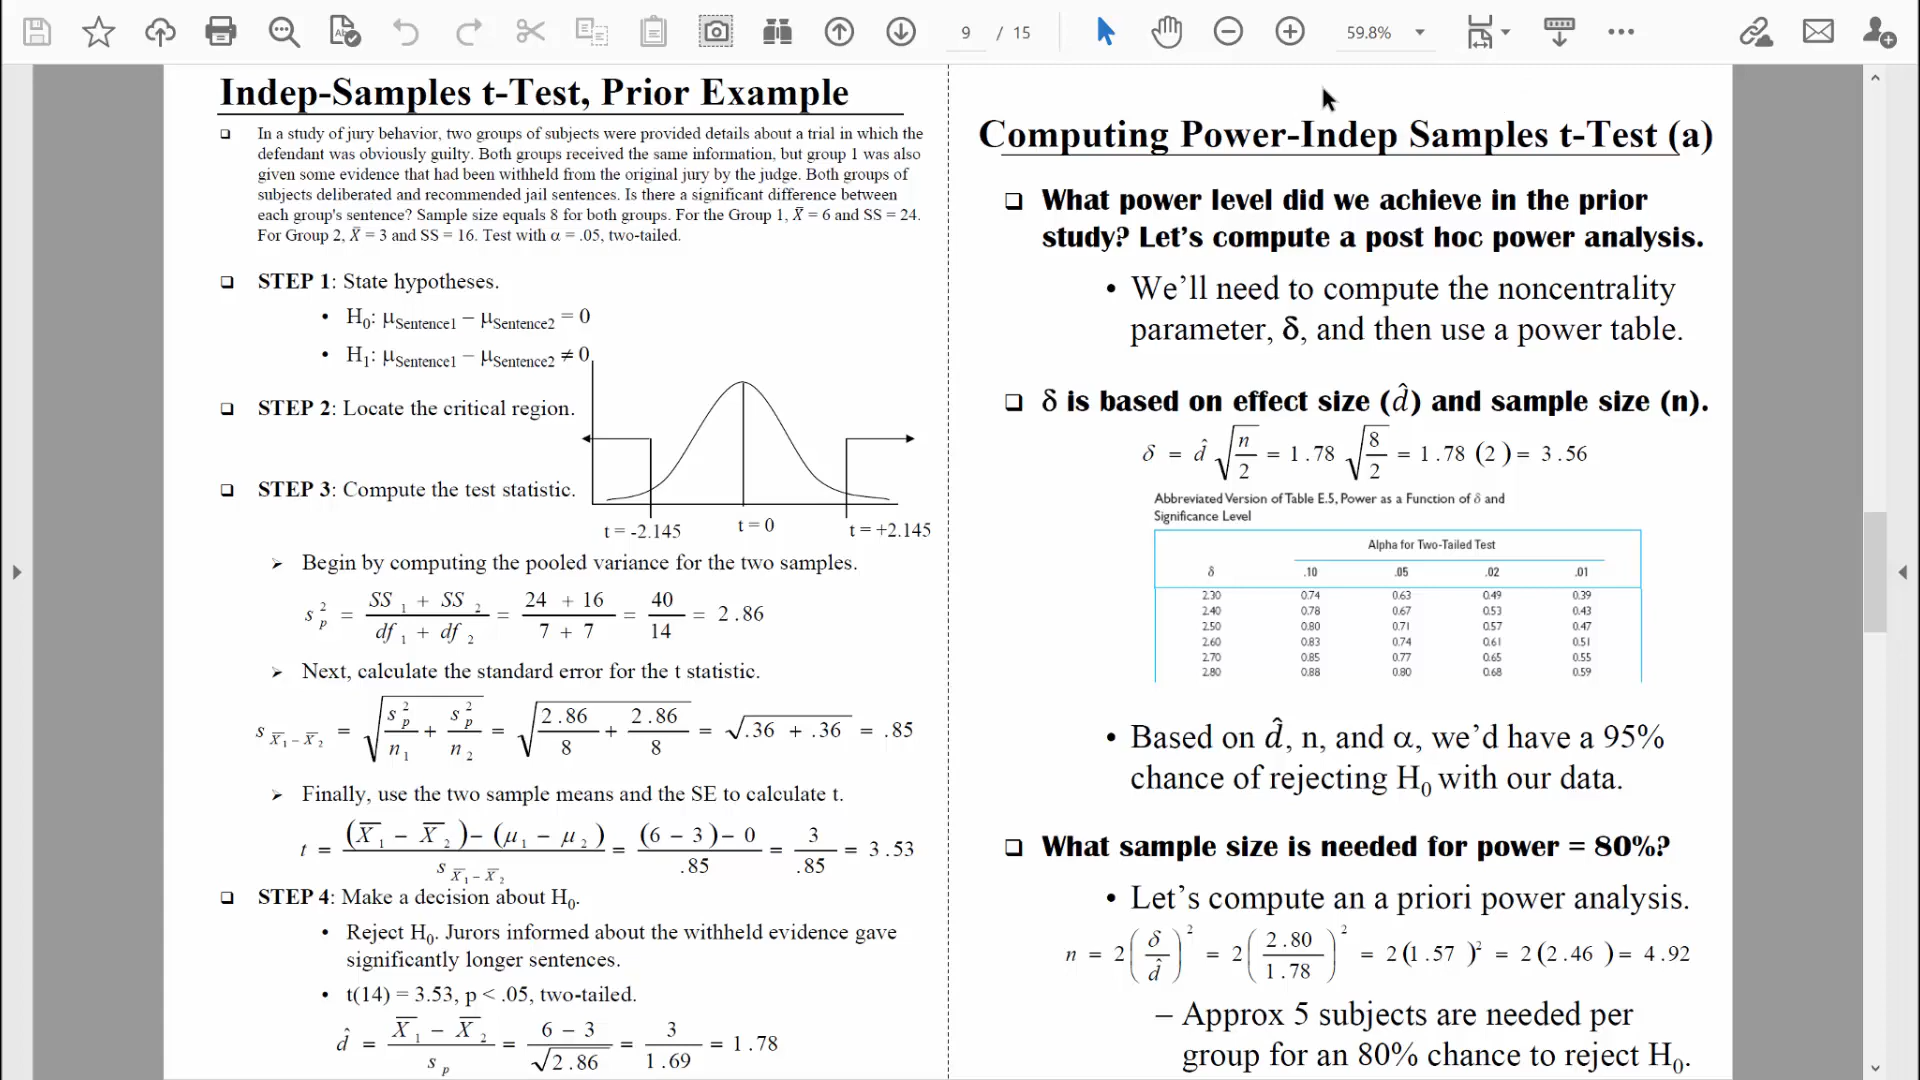 9 / 15 59.8%
Indep-Samples t-Test, Prior Example
❑ In a study of jury behavior, two groups of subjects were provided details about a trial in which the
defendant was obviously guilty. Both groups received the same information, but group 1 was also
given some evidence that had been withheld from the original jury by the judge. Both groups of
subjects deliberated and recommended jail sentences. Is there a significant difference between
each group's sentence? Sample size equals 8 for both groups. For the Group 1, X̄ = 6 and SS = 24.
For Group 2, X̄ = 3 and SS = 16. Test with α = .05, two-tailed.
❑ STEP 1: State hypotheses.
• H₀: μSentence1 – μSentence2 = 0
• H₁: μSentence1 – μSentence2 ≠ 0
❑ STEP 2: Locate the critical region.
❑ STEP 3: Compute the test statistic.
t = -2.145 t = 0 t = +2.145
➢ Begin by computing the pooled variance for the two samples.
s²p = (SS₁ + SS₂) / (df₁ + df₂) = (24 + 16) / (7 + 7) = 40 / 14 = 2.86
➢ Next, calculate the standard error for the t statistic.
s X̄₁ – X̄₂ = √(s²p / n₁ + s²p / n₂) = √(2.86 / 8 + 2.86 / 8) = √.36 + .36 = .85
➢ Finally, use the two sample means and the SE to calculate t.
t = ((X̄₁ – X̄₂) – (μ₁ – μ₂)) / s X̄₁ – X̄₂ = ((6 – 3) – 0) / .85 = 3 / .85 = 3.53
❑ STEP 4: Make a decision about H₀.
• Reject H₀. Jurors informed about the withheld evidence gave
significantly longer sentences.
• t(14) = 3.53, p < .05, two-tailed.
d̂ = (X̄₁ – X̄₂) / s p = (6 – 3) / √2.86 = 3 / 1.69 = 1.78
Computing Power-Indep Samples t-Test (a)
❑ What power level did we achieve in the prior
study? Let's compute a post hoc power analysis.
• We'll need to compute the noncentrality
parameter, δ, and then use a power table.
❑ δ is based on effect size (d̂) and sample size (n).
δ = d̂ √(n / 2) = 1.78 √(8 / 2) = 1.78 (2) = 3.56
Abbreviated Version of Table E.5, Power as a Function of δ and
Significance Level
Alpha for Two-Tailed Test
δ .10 .05 .02 .01
2.30 0.74 0.63 0.49 0.39
2.40 0.78 0.67 0.53 0.43
2.50 0.80 0.71 0.57 0.47
2.60 0.83 0.74 0.61 0.51
2.70 0.85 0.77 0.65 0.55
2.80 0.88 0.80 0.68 0.59
• Based on d̂, n, and α, we'd have a 95%
chance of rejecting H₀ with our data.
❑ What sample size is needed for power = 80%?
• Let's compute an a priori power analysis.
n = 2(δ / d̂)² = 2(2.80 / 1.78)² = 2(1.57)² = 2(2.46) = 4.92
– Approx 5 subjects are needed per
group for an 80% chance to reject H₀.